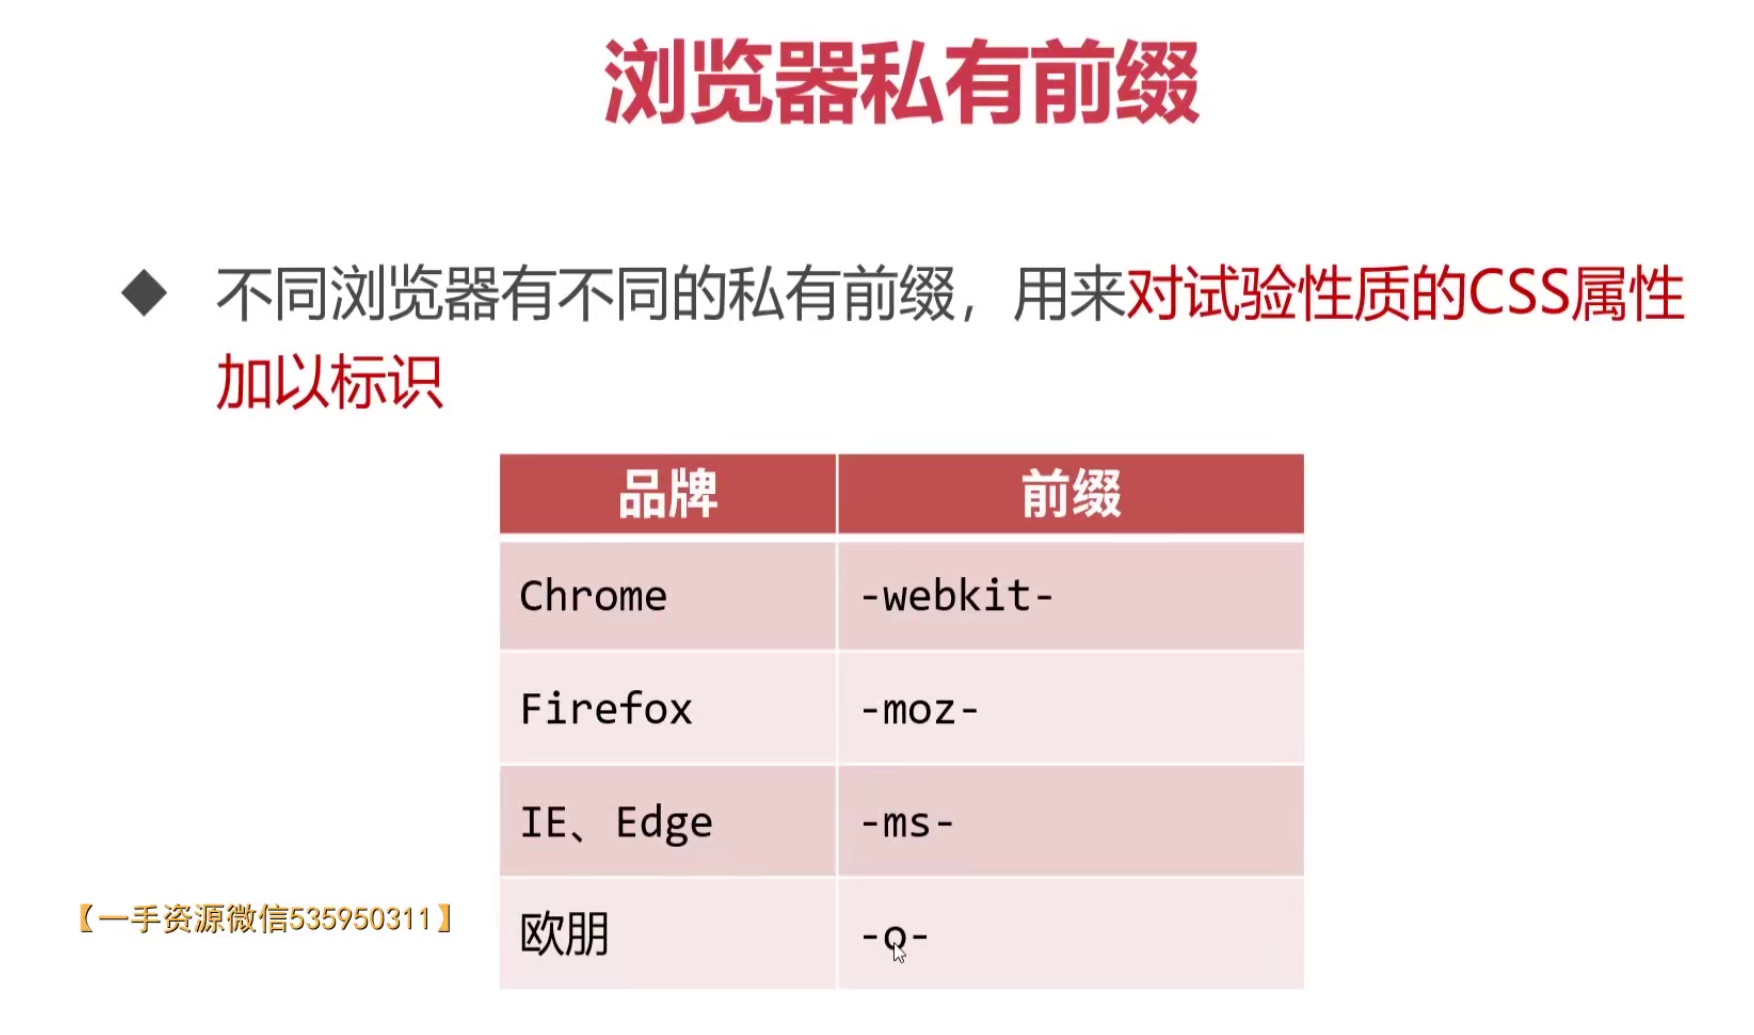 浏览器私有前缀
◆ 不同浏览器有不同的私有前缀，用来对试验性质的CSS属性
加以标识
品牌 前缀
Chrome -webkit-
Firefox -moz-
IE、Edge -ms-
欧朋 -o-
【一手资源微信535950311】